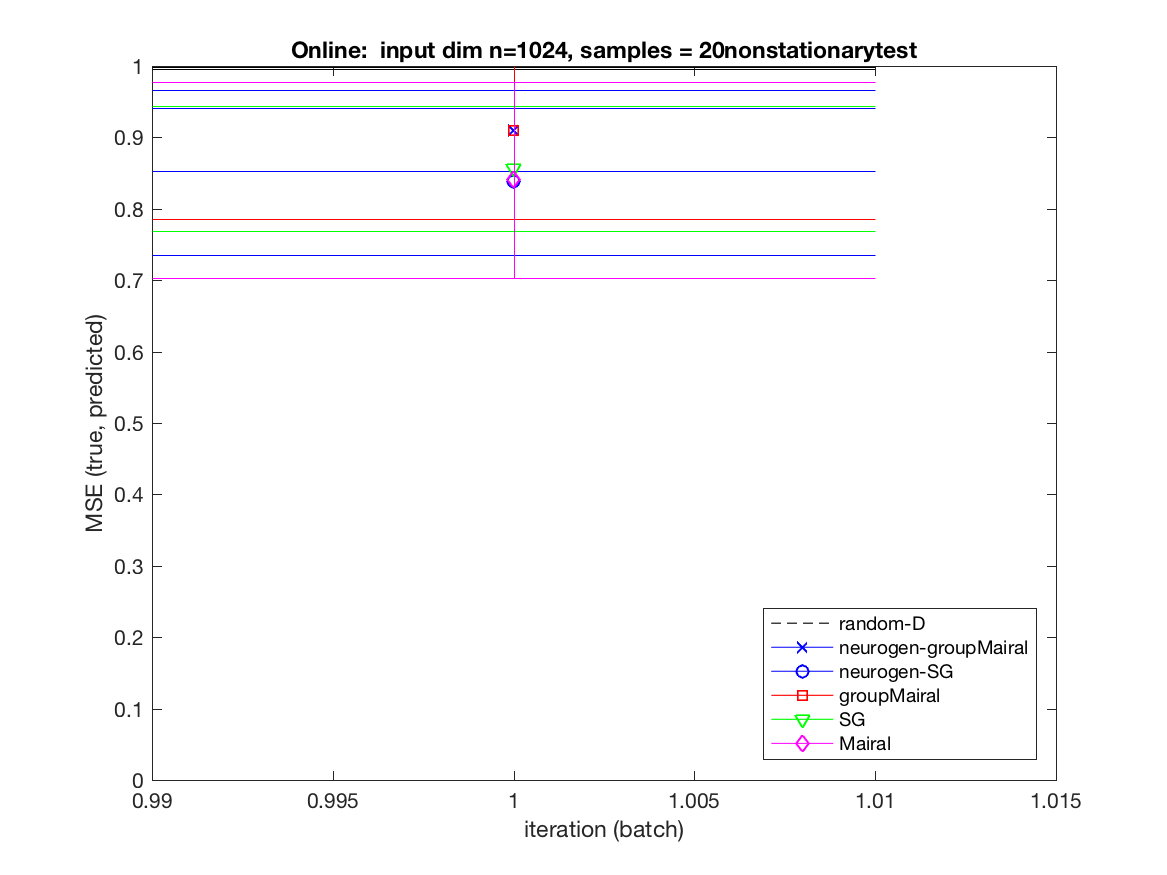 Online:  input dim n=1024, samples = 20nonstationarytest
1
0.9
0.8
0.7
0.6
0.5
0.4
0.3
0.2
0.1
0
MSE (true, predicted)
random-D
neurogen-groupMairal
neurogen-SG
groupMairal
SG
Mairal
0.99 0.995 1 1.005 1.01 1.015
iteration (batch)